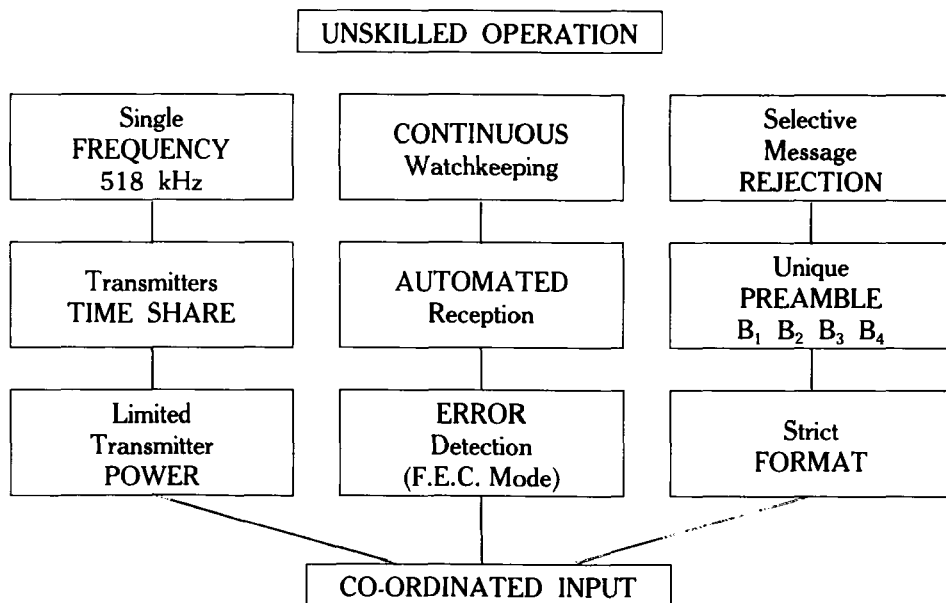 UNSKILLED OPERATION
Single
FREQUENCY
518 kHz
CONTINUOUS
Watchkeeping
Selective
Message
REJECTION
Transmitters
TIME SHARE
AUTOMATED
Reception
Unique
PREAMBLE
B₁ B₂ B₃ B₄
Limited
Transmitter
POWER
ERROR
Detection
(F.E.C. Mode)
Strict
FORMAT
CO-ORDINATED INPUT